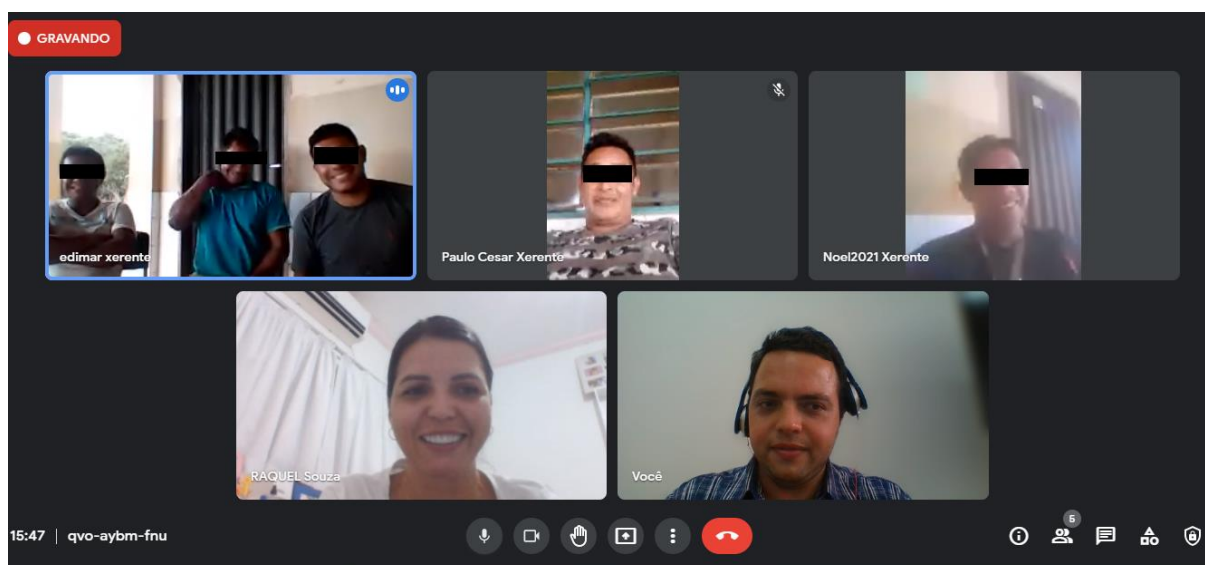 GRAVANDO
edimar xerente
Paulo Cesar Xerente
Noel2021 Xerente
RAQUEL Souza
Você
15:47 | qvo-aybm-fnu
5